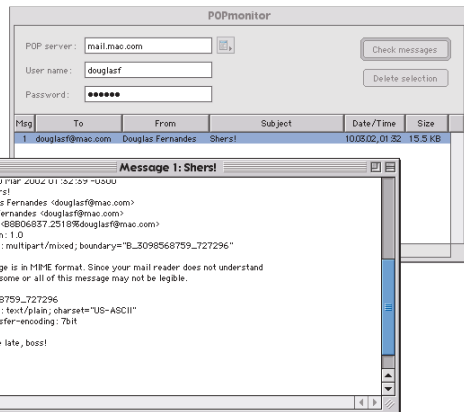 POPmonitor
POP server: mail.mac.com
Check messages
User name: douglasf
Delete selection
Password: ●●●●●●
Msg To From Subject Date/Time Size
1 douglasf@mac.com Douglas Fernandes Shers! 10.03.02, 01:32 15.5 KB
Message 1: Shers!
0 Mar 2002 01:32:59 -0300
rs!
s Fernandes <douglasf@mac.com>
ernandes <douglasf@mac.com>
<B8B06837.2518%douglasf@mac.com>
n: 1.0
: multipart/mixed; boundary="B_3098568759_727296"
ge is in MIME format. Since your mail reader does not understand
some or all of this message may not be legible.
8759_727296
: text/plain; charset="US-ASCII"
sfer-encoding: 7bit
e late, boss!